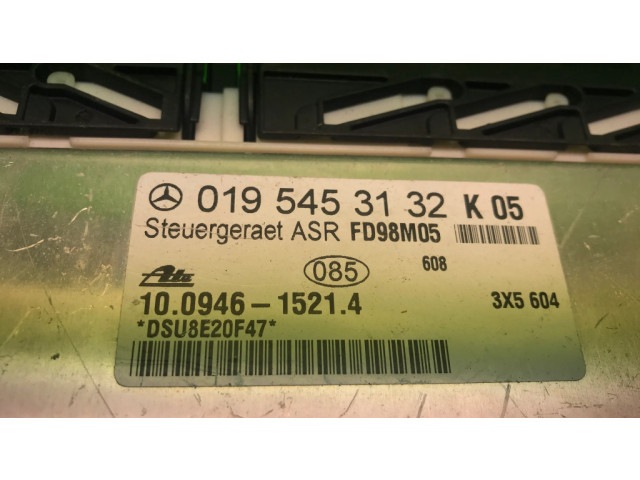 019 545 31 32 K 05
Steuergeraet ASR FD98M05
Ate 085 608
10.0946-1521.4 3X5 604
*DSU8E20F47*